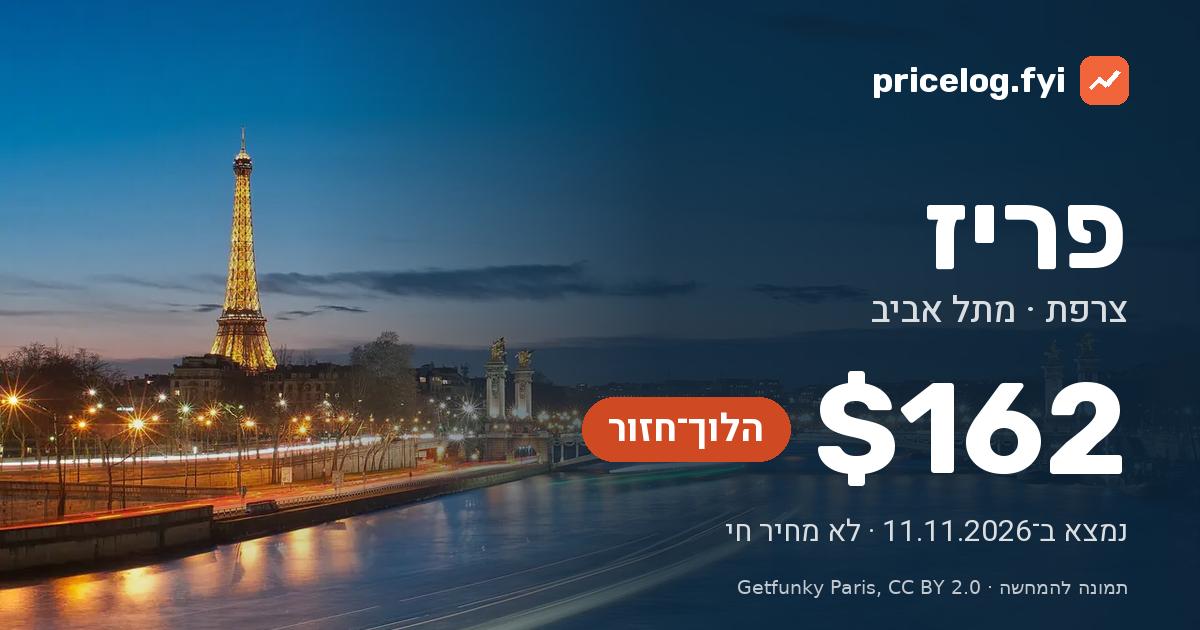 pricelog.fyi
פריז
צרפת · מתל אביב
$162 הלוך־חזור
נמצא ב־11.11.2026 · לא מחיר חי
תמונה להמחשה · Getfunky Paris, CC BY 2.0